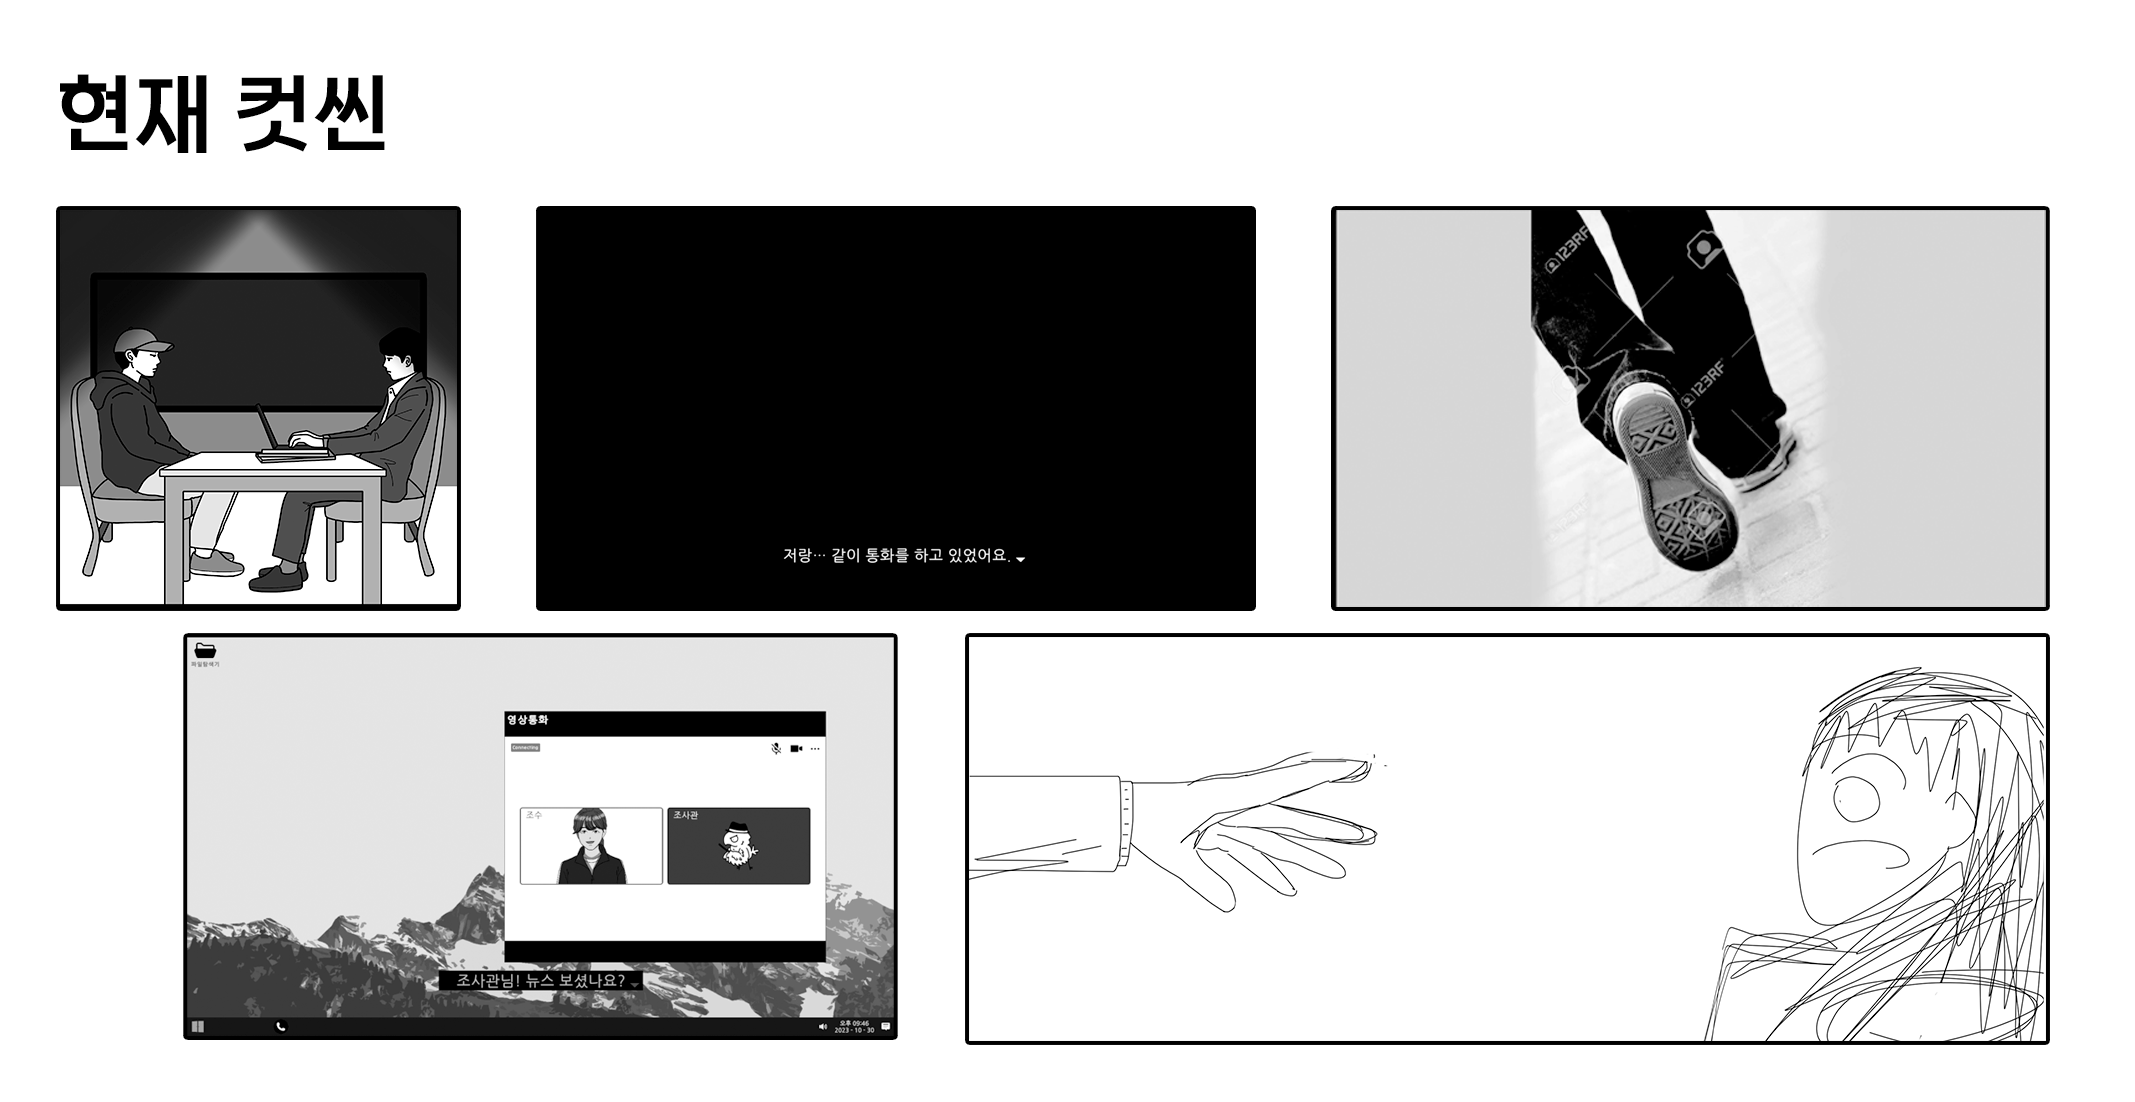 현재 컷씬
저랑… 같이 통화를 하고 있었어요.
123RF
123RF
파일탐색기
영상통화
Connecting
조수
조사관
조사관님! 뉴스 보셨나요?
오후 09:46
2023 - 10 - 30